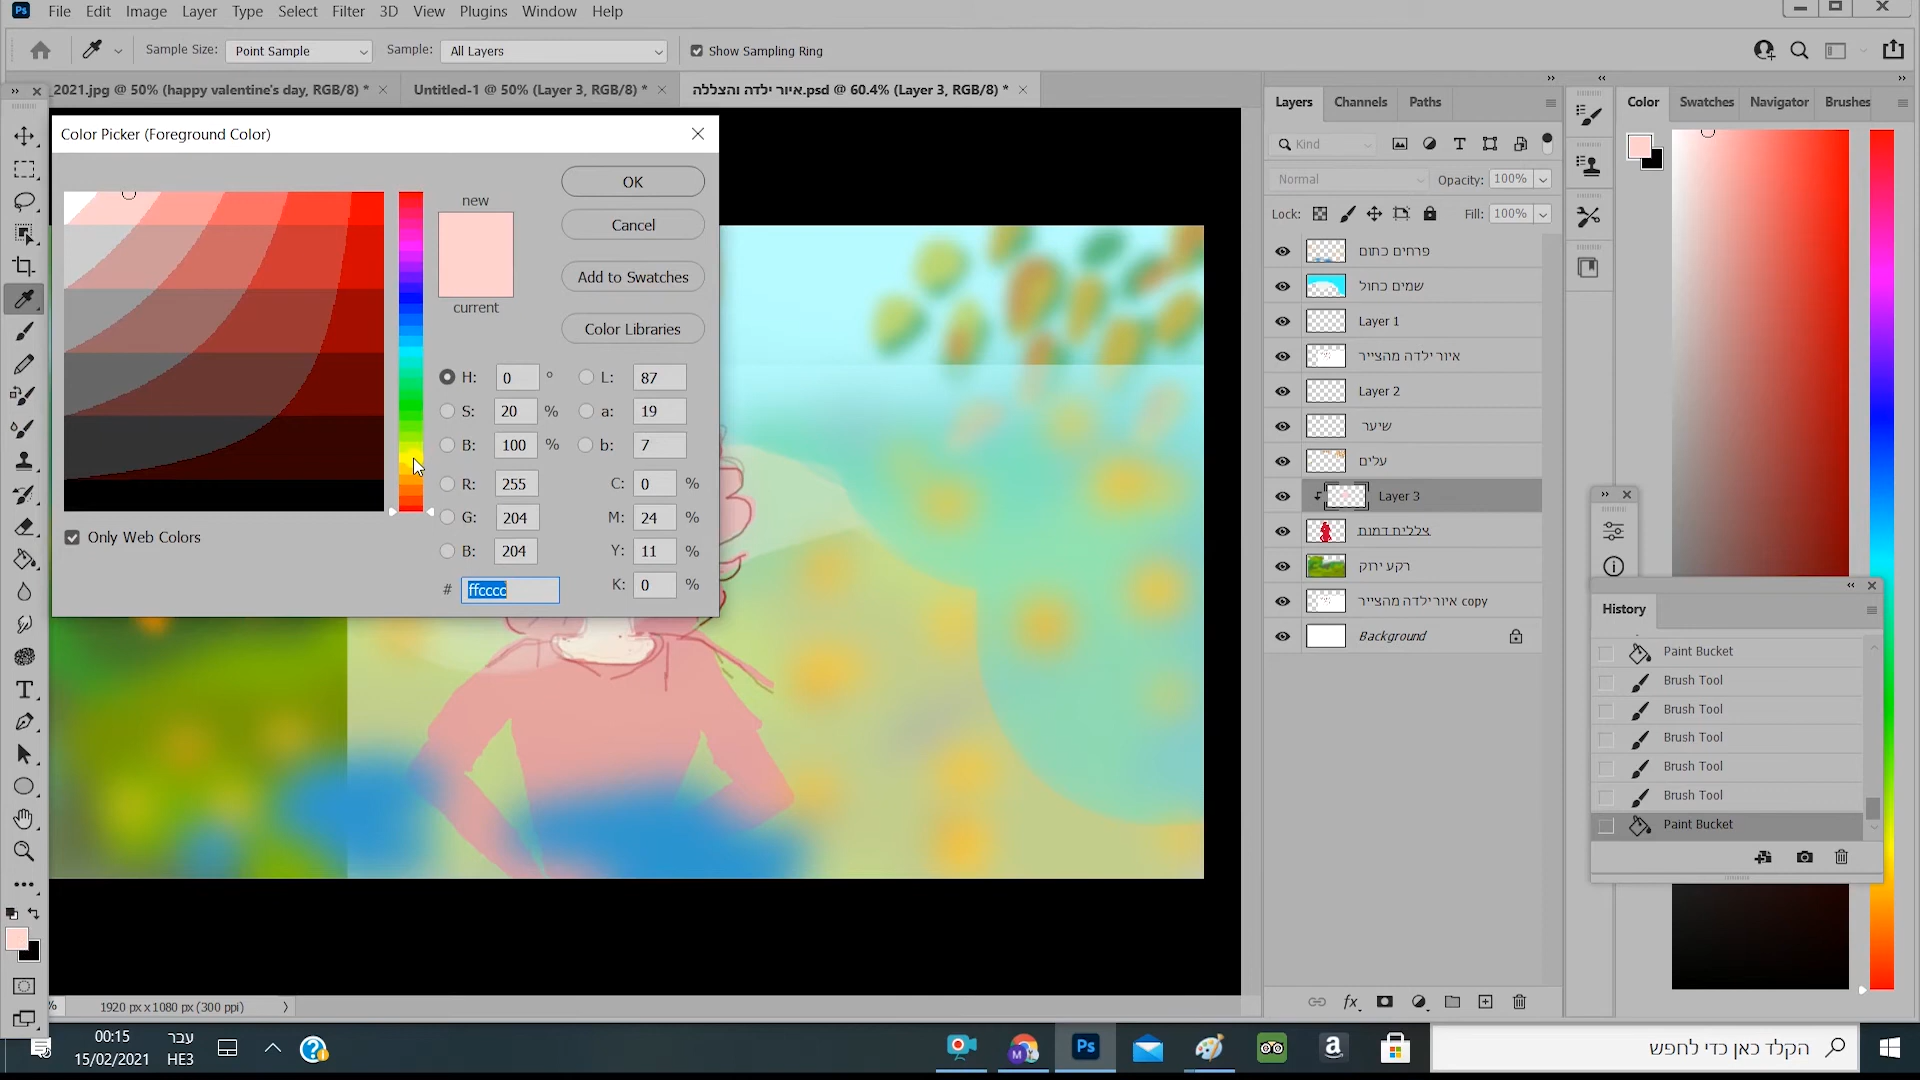 Ps File Edit Image Layer Type Select Filter 3D View Plugins Window Help
Sample Size: Point Sample Sample: All Layers Show Sampling Ring
_2021.jpg @ 50% (happy valentine's day, RGB/8) *
Untitled-1 @ 50% (Layer 3, RGB/8) *
איור ילדה והצללה.psd @ 60.4% (Layer 3, RGB/8) *
Color Picker (Foreground Color)
new
current
OK
Cancel
Add to Swatches
Color Libraries
H: 0 ° L: 87
S: 20 % a: 19
B: 100 % b: 7
R: 255 C: 0 %
G: 204 M: 24 %
B: 204 Y: 11 %
# ffcccc K: 0 %
Only Web Colors
Layers Channels Paths
Kind
Normal Opacity: 100%
Lock: Fill: 100%
פרחים כתום
שמים כחול
Layer 1
איור ילדה מהצייר
Layer 2
שיער
עלים
Layer 3
צללית דמות
רקע ירוק
איור ילדה מהצייר copy
Background
fx
Color Swatches Navigator Brushes
History
Paint Bucket
Brush Tool
Brush Tool
Brush Tool
Brush Tool
Brush Tool
Paint Bucket
% 1920 px x 1080 px (300 ppi)
00:15
15/02/2021
עבר
HE3
M
Ps
a
הקלד כאן כדי לחפש